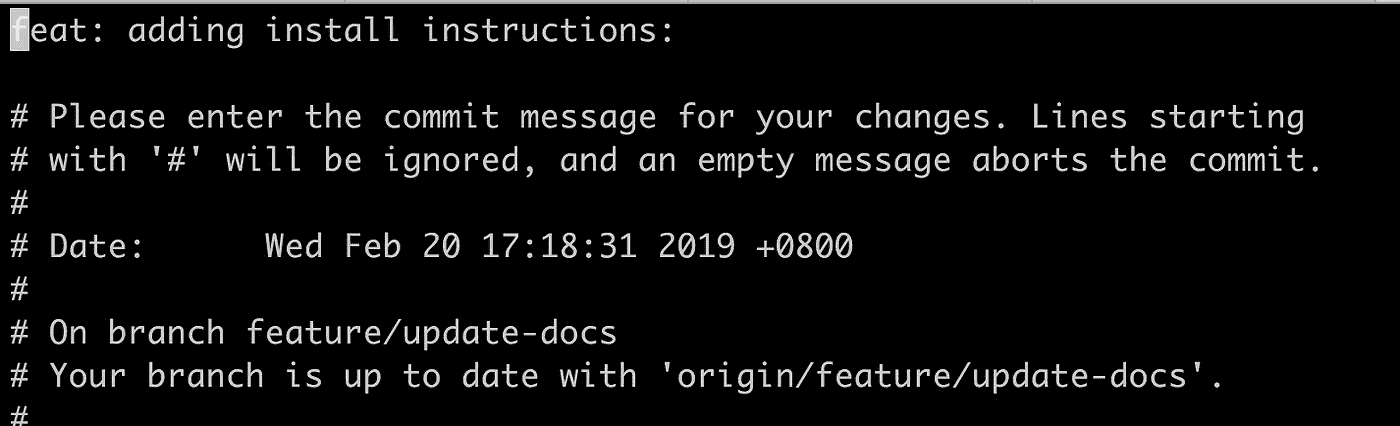 feat: adding install instructions:
# Please enter the commit message for your changes. Lines starting
# with '#' will be ignored, and an empty message aborts the commit.
#
# Date:      Wed Feb 20 17:18:31 2019 +0800
#
# On branch feature/update-docs
# Your branch is up to date with 'origin/feature/update-docs'.
#